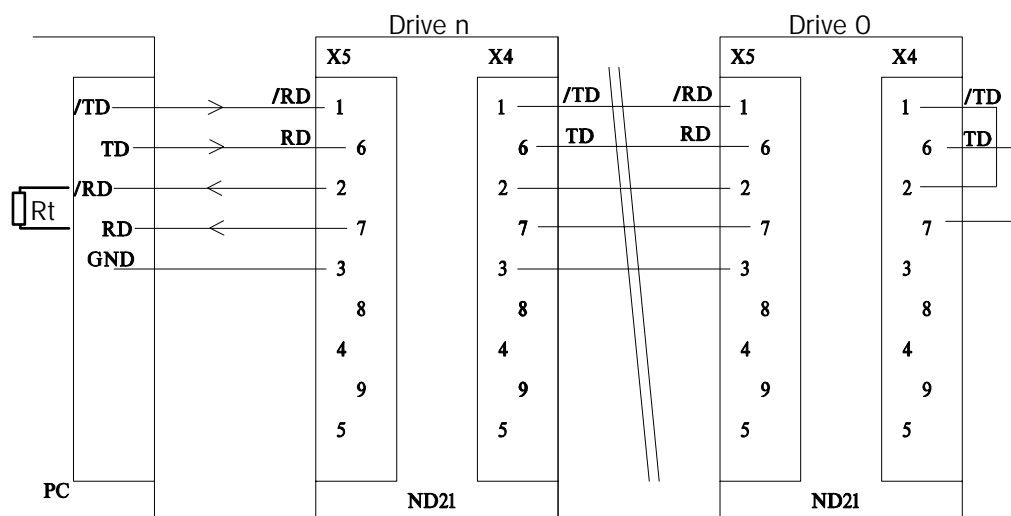 Drive n
Drive 0
X5 X4 X5 X4
/TD /RD 1 1 /TD /RD 1 1 /TD
TD RD 6 6 TD RD 6 6 TD
/RD 2 2 2 2
Rt
RD 7 7 7 7
GND 3 3 3 3
8 8 8 8
4 4 4 4
9 9 9 9
5 5 5 5
PC ND21 ND21